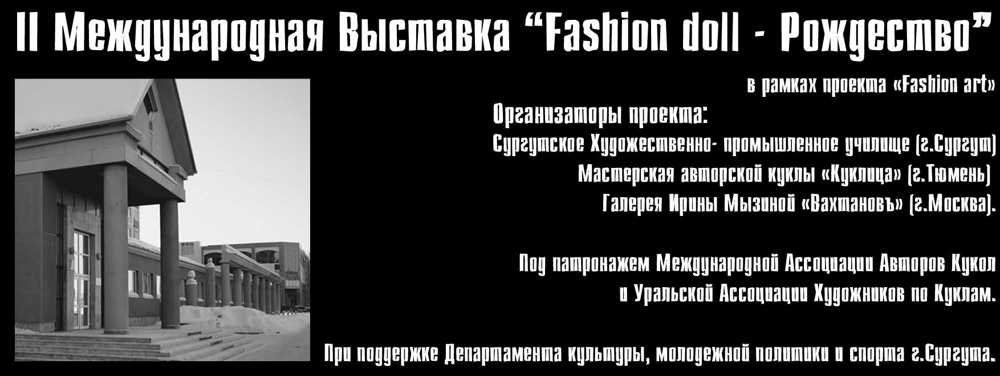 II Международная Выставка “Fashion doll - Рождество”
в рамках проекта «Fashion art»
Организаторы проекта:
Сургутское Художественно- промышленное училище (г.Сургут)
Мастерская авторской куклы «Куклица» (г.Тюмень)
Галерея Ирины Мызиной «Вахтановъ» (г.Москва).
Под патронажем Международной Ассоциации Авторов Кукол
и Уральской Ассоциации Художников по Куклам.
При поддержке Департамента культуры, молодежной политики и спорта г.Сургута.